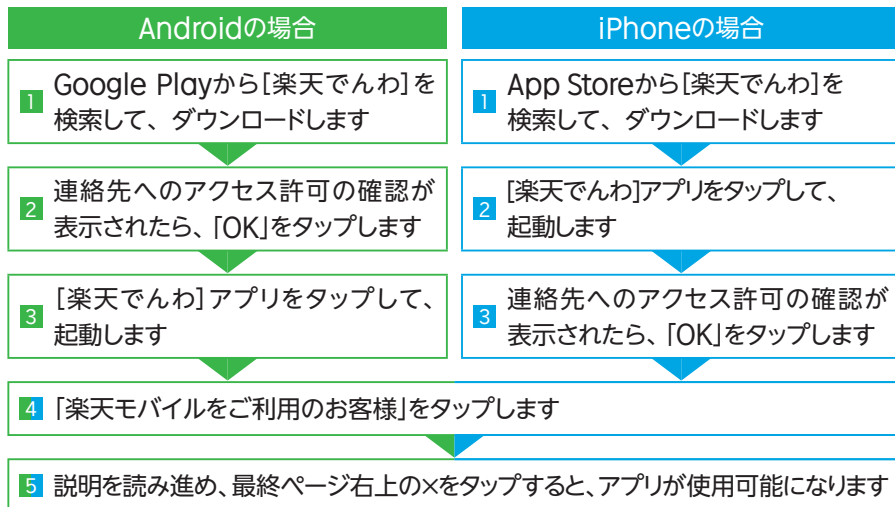 Androidの場合
1 Google Playから[楽天でんわ]を
検索して、ダウンロードします
2 連絡先へのアクセス許可の確認が
表示されたら、「OK」をタップします
3 [楽天でんわ]アプリをタップして、
起動します
iPhoneの場合
1 App Storeから[楽天でんわ]を
検索して、ダウンロードします
2 [楽天でんわ]アプリをタップして、
起動します
3 連絡先へのアクセス許可の確認が
表示されたら、「OK」をタップします
4 「楽天モバイルをご利用のお客様」をタップします
5 説明を読み進め、最終ページ右上の×をタップすると、アプリが使用可能になります